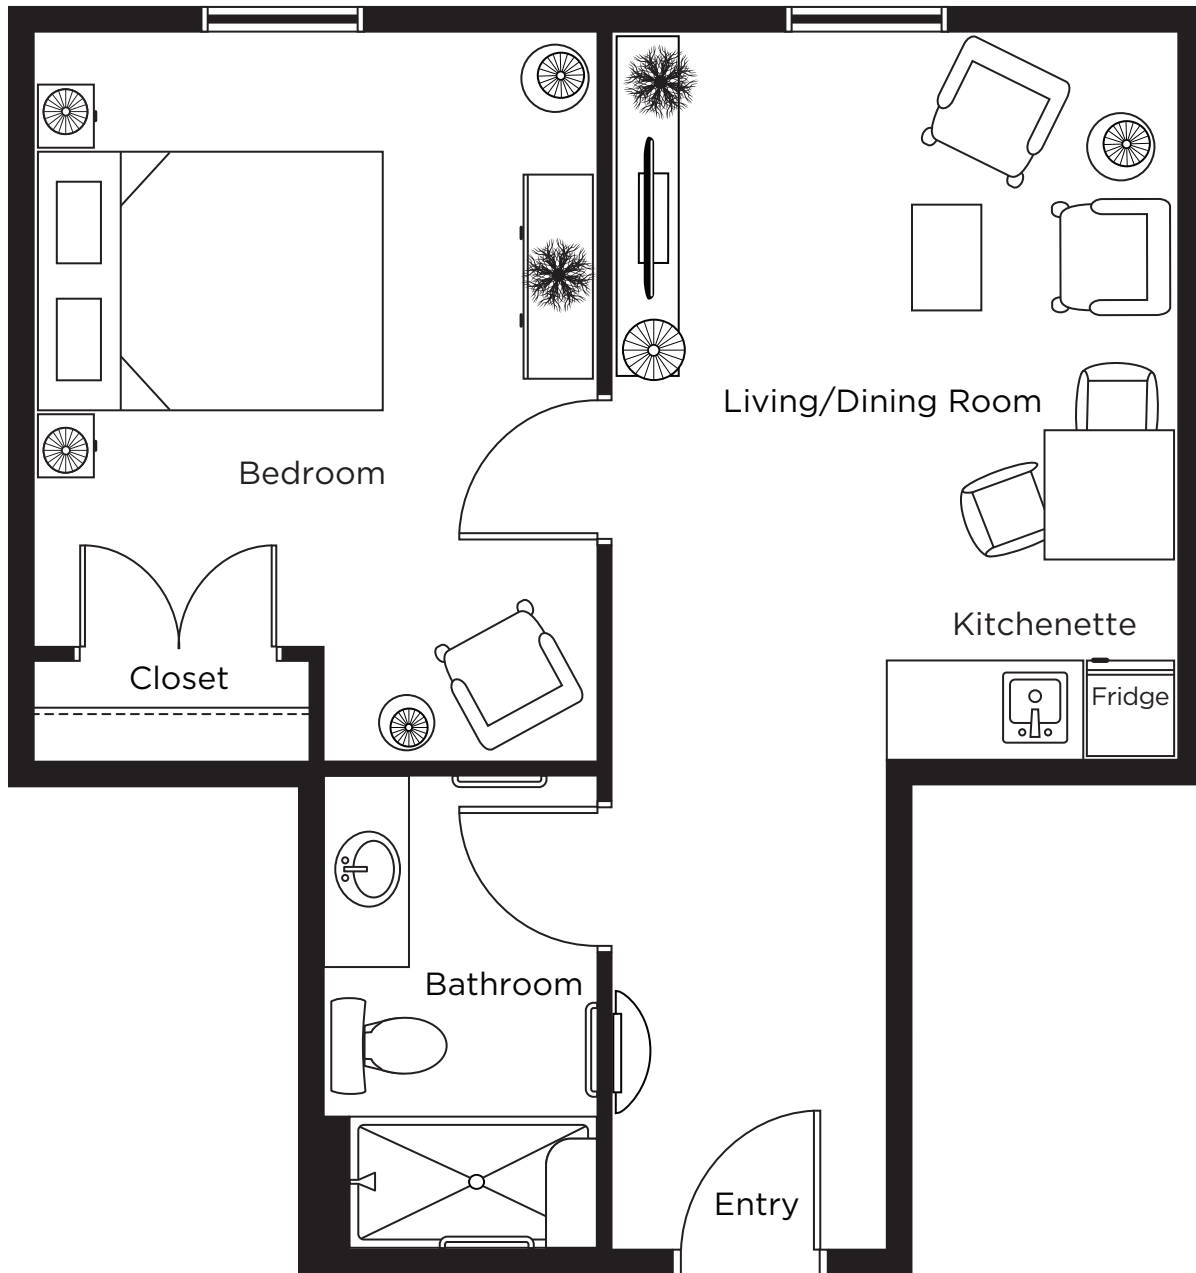 Living/Dining Room
Bedroom
Kitchenette
Closet
Fridge
Bathroom
Entry